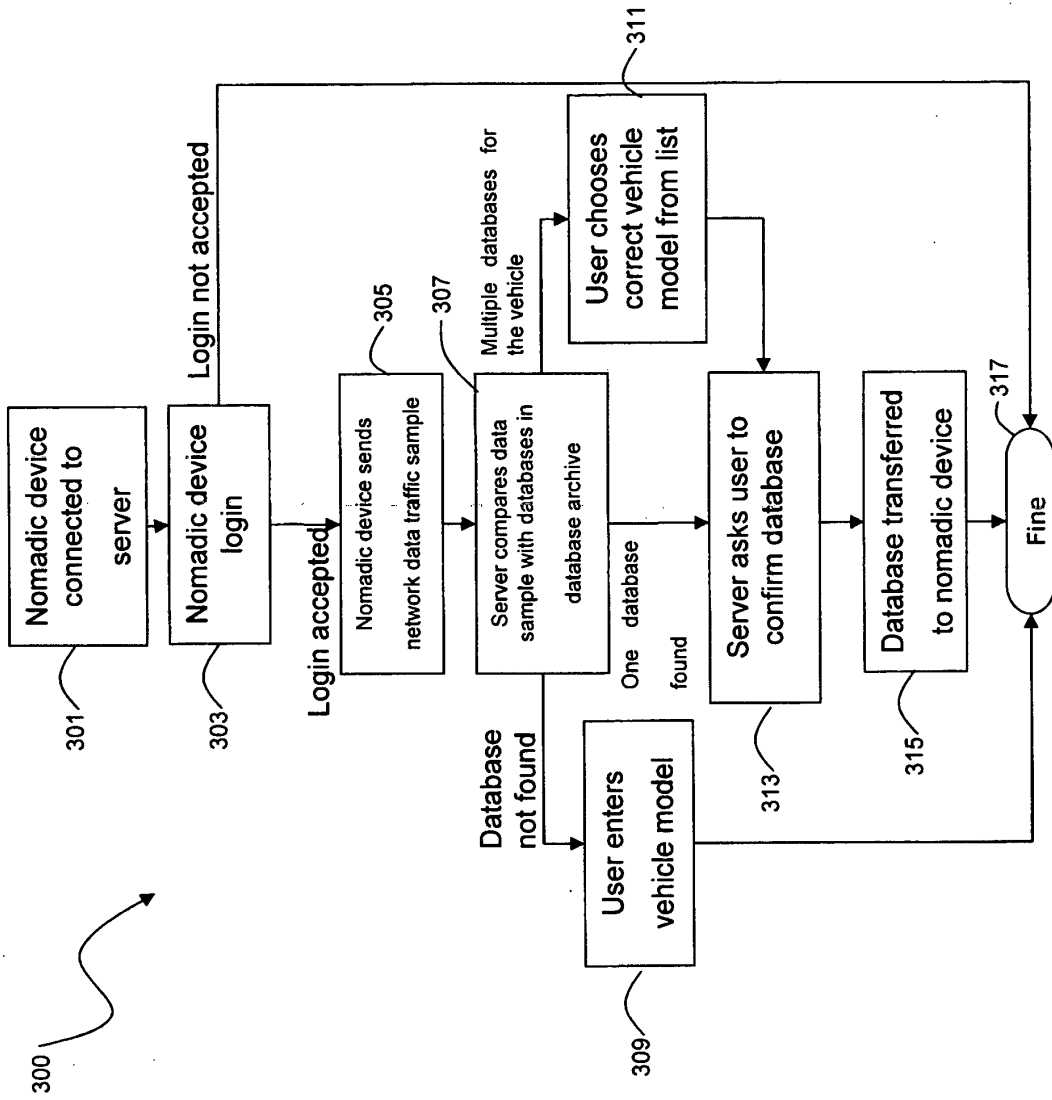 300
Nomadic device
connected to
server
301
Nomadic device
login
303
Login not accepted
Login accepted
Nomadic device sends
network data traffic sample
305
Server compares data
sample with databases in
database archive
307
Database
not found
One database
found
Multiple databases for
the vehicle
User enters
vehicle model
309
User chooses
correct vehicle
model from list
311
Server asks user to
confirm database
313
Database transferred
to nomadic device
315
Fine
317